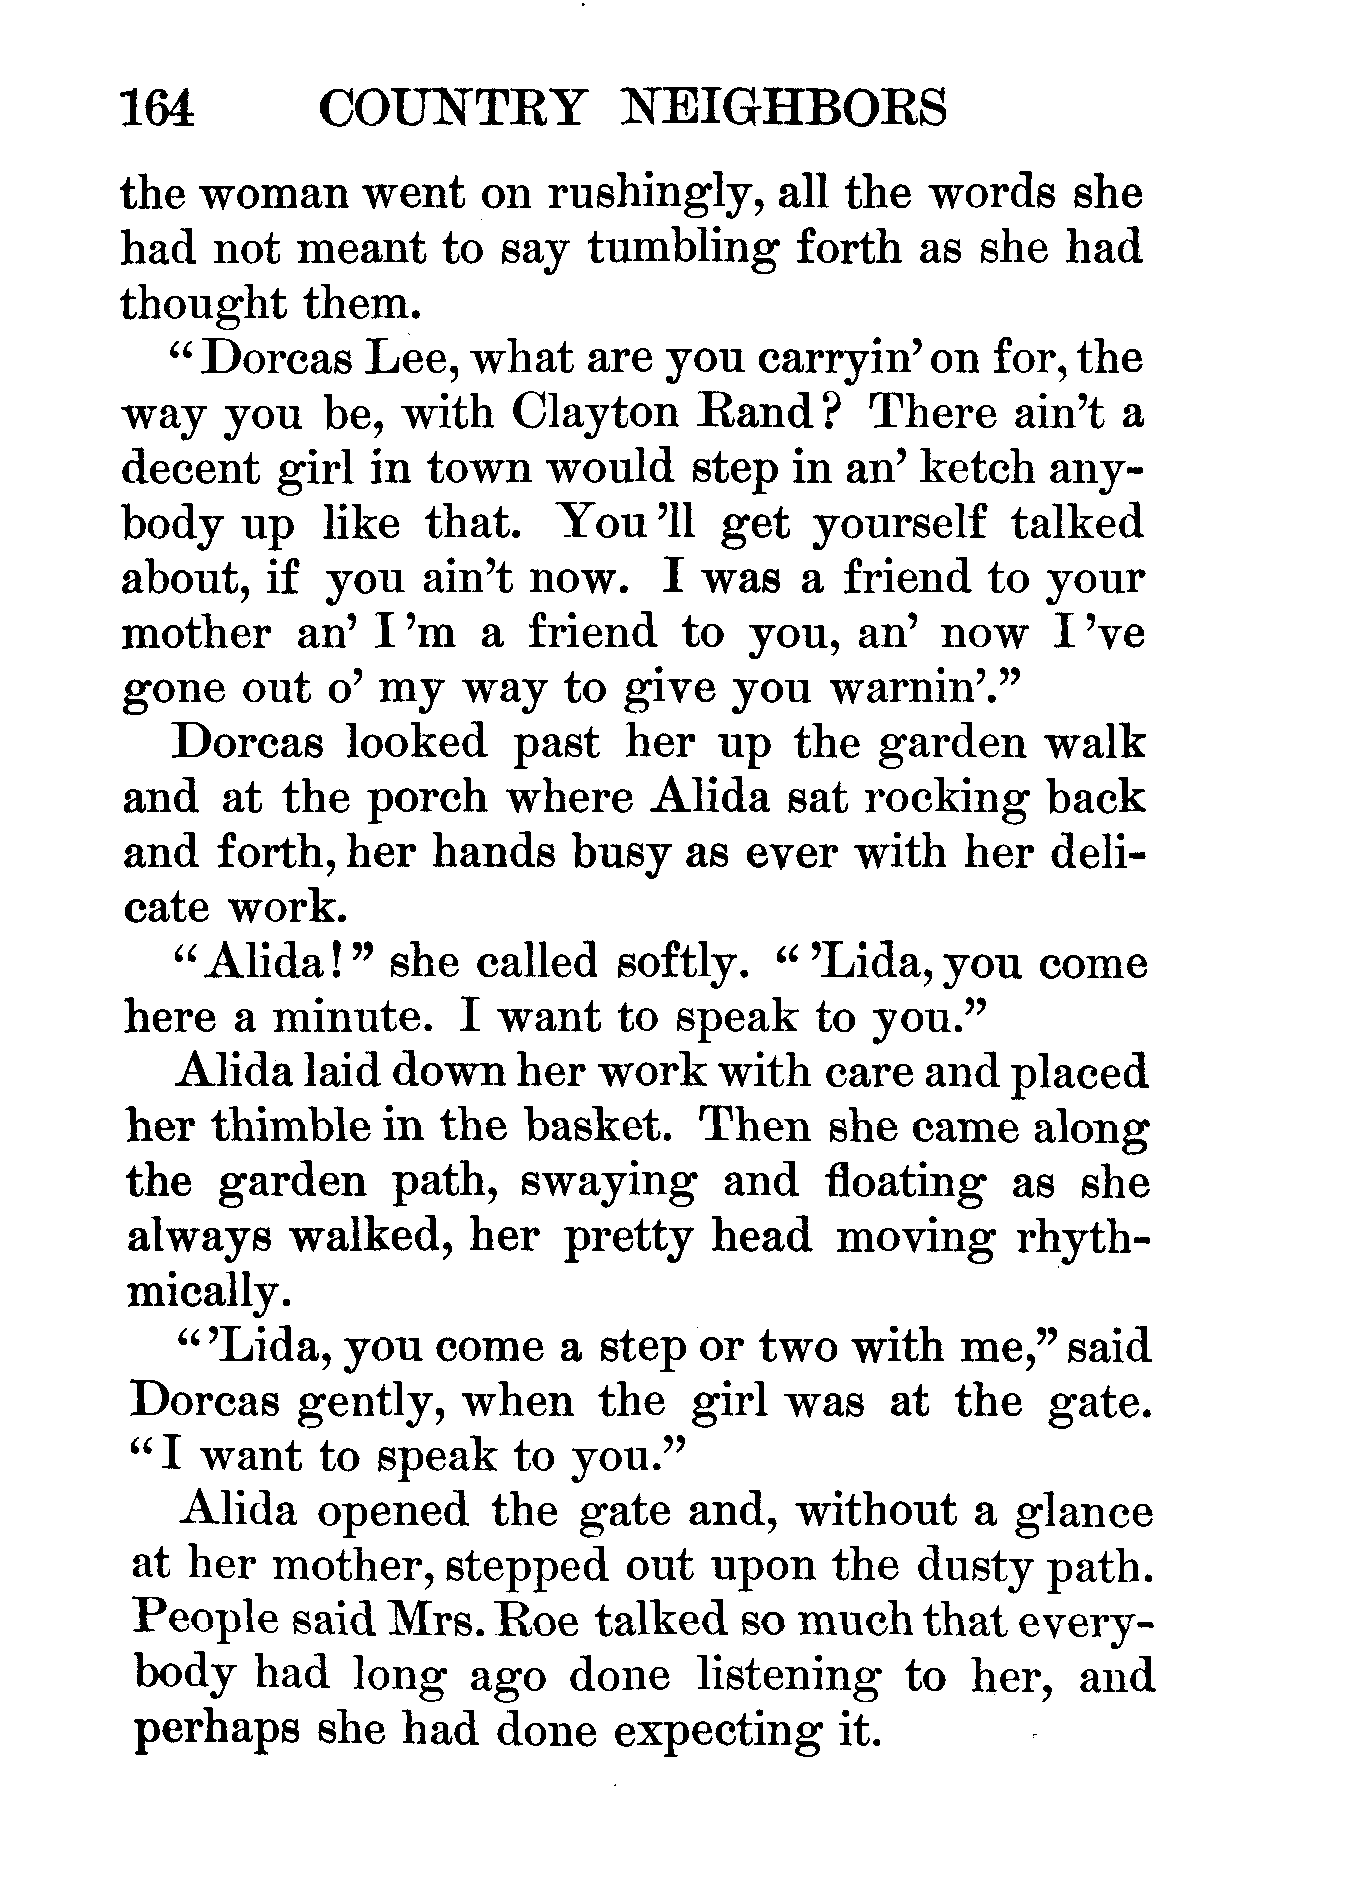 164 COUNTRY NEIGHBORS
the woman went on rushingly, all the words she
had not meant to say tumbling forth as she had
thought them.
“Dorcas Lee, what are you carryin’ on for, the
way you be, with Clayton Rand? There ain’t a
decent girl in town would step in an’ ketch any-
body up like that. You ’ll get yourself talked
about, if you ain’t now. I was a friend to your
mother an’ I ’m a friend to you, an’ now I ’ve
gone out o’ my way to give you warnin’.”
Dorcas looked past her up the garden walk
and at the porch where Alida sat rocking back
and forth, her hands busy as ever with her deli-
cate work.
“Alida!” she called softly. “ ’Lida, you come
here a minute. I want to speak to you.”
Alida laid down her work with care and placed
her thimble in the basket. Then she came along
the garden path, swaying and floating as she
always walked, her pretty head moving rhyth-
mically.
“ ’Lida, you come a step or two with me,” said
Dorcas gently, when the girl was at the gate.
“I want to speak to you.”
Alida opened the gate and, without a glance
at her mother, stepped out upon the dusty path.
People said Mrs. Roe talked so much that every-
body had long ago done listening to her, and
perhaps she had done expecting it.